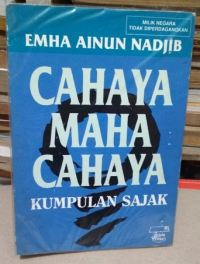 MILIK NEGARA
TIDAK DIPERDAGANGKAN
EMHA AINUN NADJIB
CAHAYA
MAHA
CAHAYA
KUMPULAN SAJAK